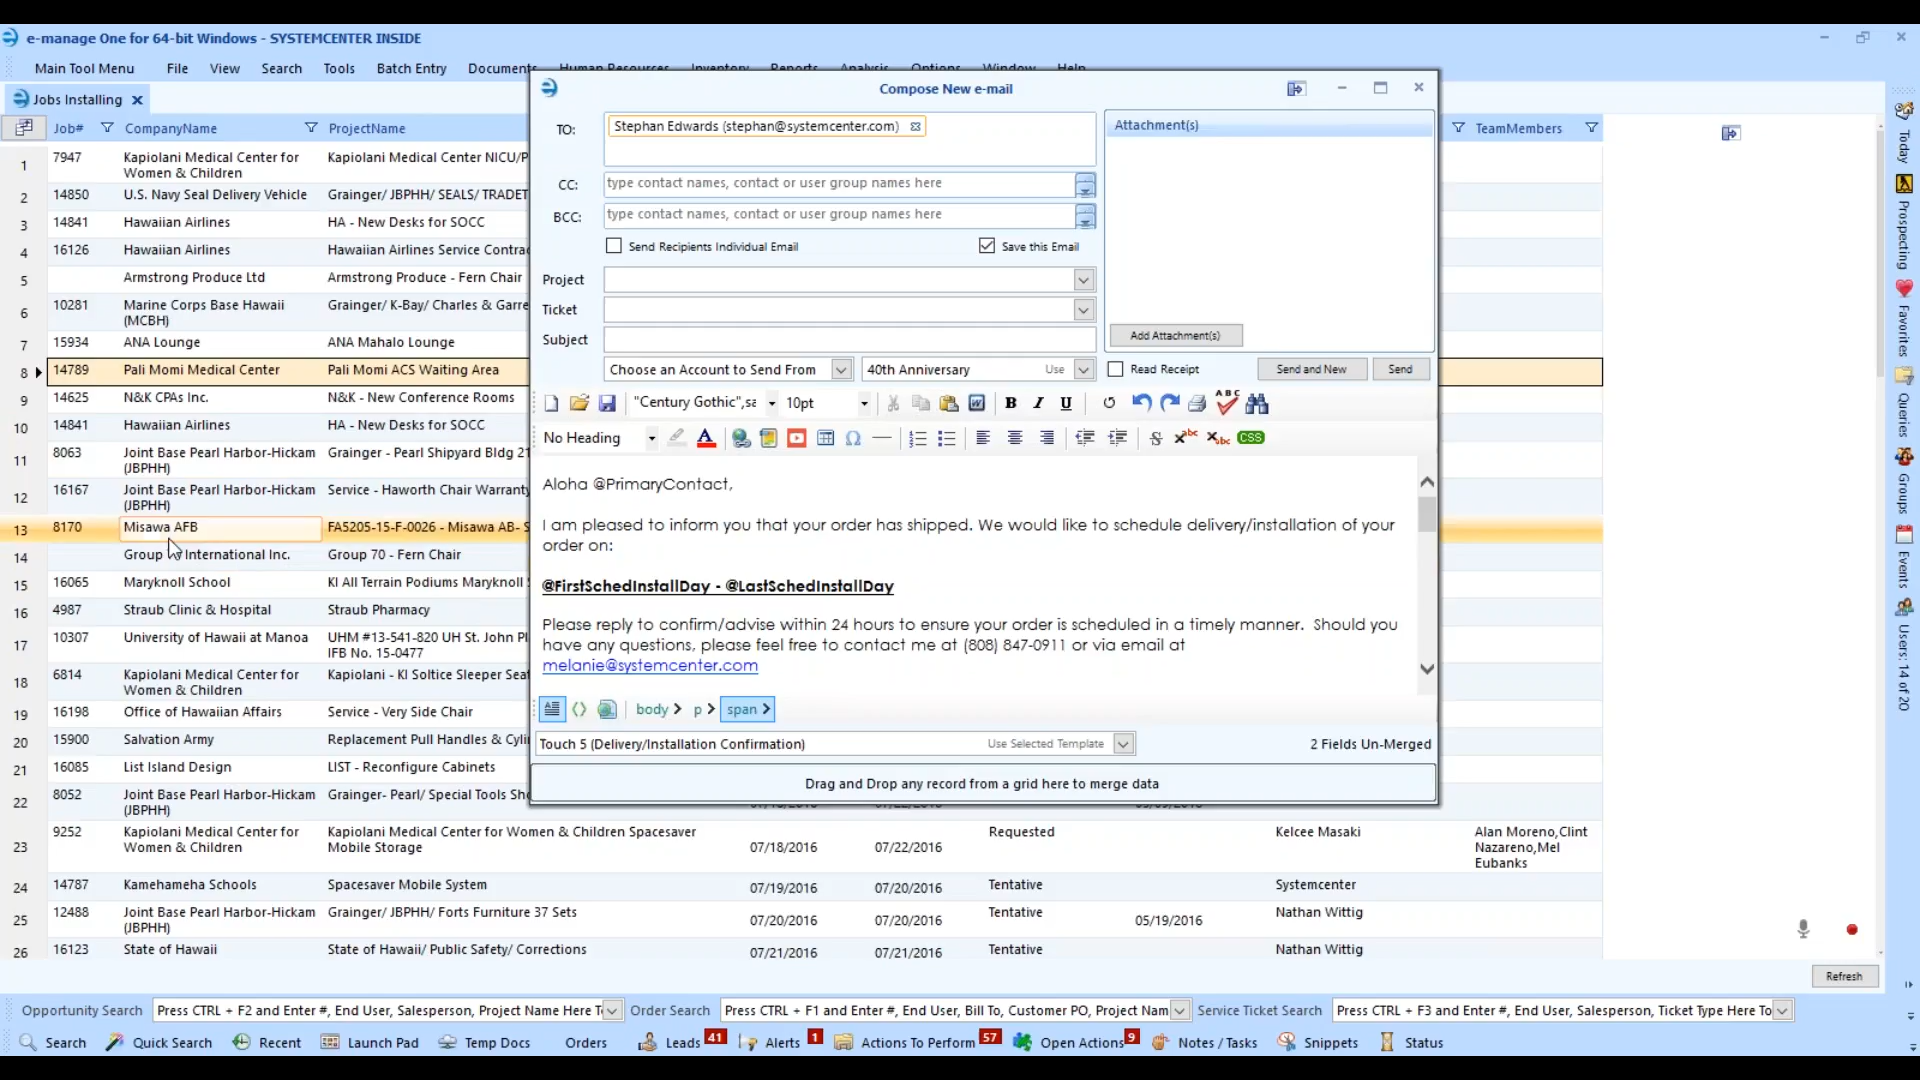 e-manage One for 64-bit Windows - SYSTEMCENTER INSIDE
Main Tool Menu File View Search Tools Batch Entry Documents Human Resources Inventory Reports Analysis Options Window Help
Jobs Installing
Job# CompanyName ProjectName TeamMembers
1 7947 Kapiolani Medical Center for Women & Children Kapiolani Medical Center NICU/P
2 14850 U.S. Navy Seal Delivery Vehicle Grainger/ JBPHH/ SEALS/ TRADET
3 14841 Hawaiian Airlines HA - New Desks for SOCC
4 16126 Hawaiian Airlines Hawaiian Airlines Service Contra
5 Armstrong Produce Ltd Armstrong Produce - Fern Chair
6 10281 Marine Corps Base Hawaii (MCBH) Grainger/ K-Bay/ Charles & Garre
7 15934 ANA Lounge ANA Mahalo Lounge
8 14789 Pali Momi Medical Center Pali Momi ACS Waiting Area
9 14625 N&K CPAs Inc. N&K - New Conference Rooms
10 14841 Hawaiian Airlines HA - New Desks for SOCC
11 8063 Joint Base Pearl Harbor-Hickam (JBPHH) Grainger - Pearl Shipyard Bldg 21
12 16167 Joint Base Pearl Harbor-Hickam (JBPHH) Service - Haworth Chair Warranty
13 8170 Misawa AFB FA5205-15-F-0026 - Misawa AB- S
14 Group International Inc. Group 70 - Fern Chair
15 16065 Maryknoll School KI All Terrain Podiums Maryknoll
16 4987 Straub Clinic & Hospital Straub Pharmacy
17 10307 University of Hawaii at Manoa UHM #13-541-820 UH St. John Pl IFB No. 15-0477
18 6814 Kapiolani Medical Center for Women & Children Kapiolani - KI Soltice Sleeper Seat
19 16198 Office of Hawaiian Affairs Service - Very Side Chair
20 15900 Salvation Army Replacement Pull Handles & Cylin
21 16085 List Island Design LIST - Reconfigure Cabinets
22 8052 Joint Base Pearl Harbor-Hickam (JBPHH) Grainger- Pearl/ Special Tools Sho
23 9252 Kapiolani Medical Center for Women & Children Kapiolani Medical Center for Women & Children Spacesaver Mobile Storage 07/18/2016 07/22/2016 Requested Kelcee Masaki Alan Moreno,Clint Nazareno,Mel Eubanks
24 14787 Kamehameha Schools Spacesaver Mobile System 07/19/2016 07/20/2016 Tentative Systemcenter
25 12488 Joint Base Pearl Harbor-Hickam (JBPHH) Grainger/ JBPHH/ Forts Furniture 37 Sets 07/20/2016 07/20/2016 Tentative 05/19/2016 Nathan Wittig
26 16123 State of Hawaii State of Hawaii/ Public Safety/ Corrections 07/21/2016 07/21/2016 Tentative Nathan Wittig
Compose New e-mail
TO: Stephan Edwards (stephan@systemcenter.com)
CC: type contact names, contact or user group names here
BCC: type contact names, contact or user group names here
Send Recipients Individual Email Save this Email
Project
Ticket
Subject
Attachment(s)
Add Attachment(s)
Choose an Account to Send From 40th Anniversary Use Read Receipt Send and New Send
"Century Gothic",sa 10pt B I U ABC
No Heading A CSS
Aloha @PrimaryContact,
I am pleased to inform you that your order has shipped. We would like to schedule delivery/installation of your
order on:
@FirstSchedInstallDay - @LastSchedInstallDay
Please reply to confirm/advise within 24 hours to ensure your order is scheduled in a timely manner. Should you
have any questions, please feel free to contact me at (808) 847-0911 or via email at
melanie@systemcenter.com
body p span
Touch 5 (Delivery/Installation Confirmation) Use Selected Template 2 Fields Un-Merged
Drag and Drop any record from a grid here to merge data
Today
Prospecting
Favorites
Queries
Groups
Events
Users: 14 of 20
Refresh
Opportunity Search Press CTRL + F2 and Enter #, End User, Salesperson, Project Name Here T Order Search Press CTRL + F1 and Enter #, End User, Bill To, Customer PO, Project Nam Service Ticket Search Press CTRL + F3 and Enter #, End User, Salesperson, Ticket Type Here To
Search Quick Search Recent Launch Pad Temp Docs Orders Leads 41 Alerts 1 Actions To Perform 57 Open Actions 9 Notes / Tasks Snippets Status